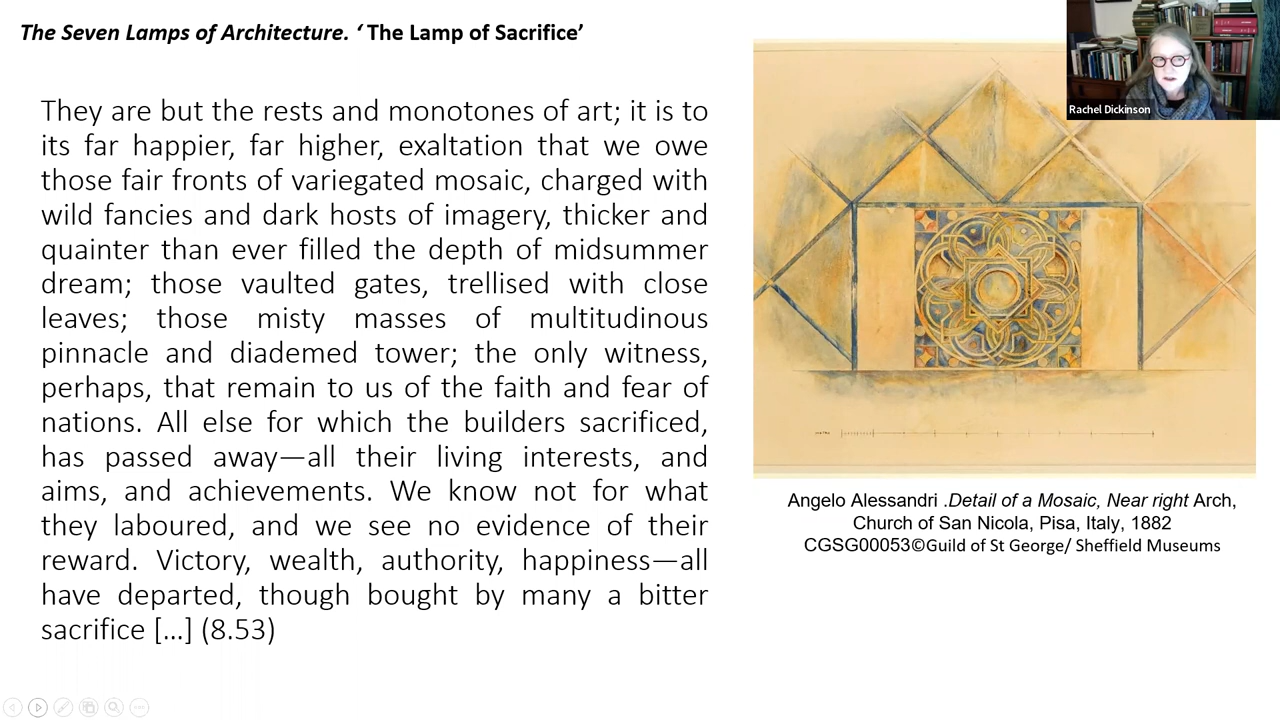 The Seven Lamps of Architecture. ‘ The Lamp of Sacrifice’
They are but the rests and monotones of art; it is to
its far happier, far higher, exaltation that we owe
those fair fronts of variegated mosaic, charged with
wild fancies and dark hosts of imagery, thicker and
quainter than ever filled the depth of midsummer
dream; those vaulted gates, trellised with close
leaves; those misty masses of multitudinous
pinnacle and diademed tower; the only witness,
perhaps, that remain to us of the faith and fear of
nations. All else for which the builders sacrificed,
has passed away—all their living interests, and
aims, and achievements. We know not for what
they laboured, and we see no evidence of their
reward. Victory, wealth, authority, happiness—all
have departed, though bought by many a bitter
sacrifice […] (8.53)
Rachel Dickinson
Angelo Alessandri .Detail of a Mosaic, Near right Arch,
Church of San Nicola, Pisa, Italy, 1882
CGSG00053©Guild of St George/ Sheffield Museums